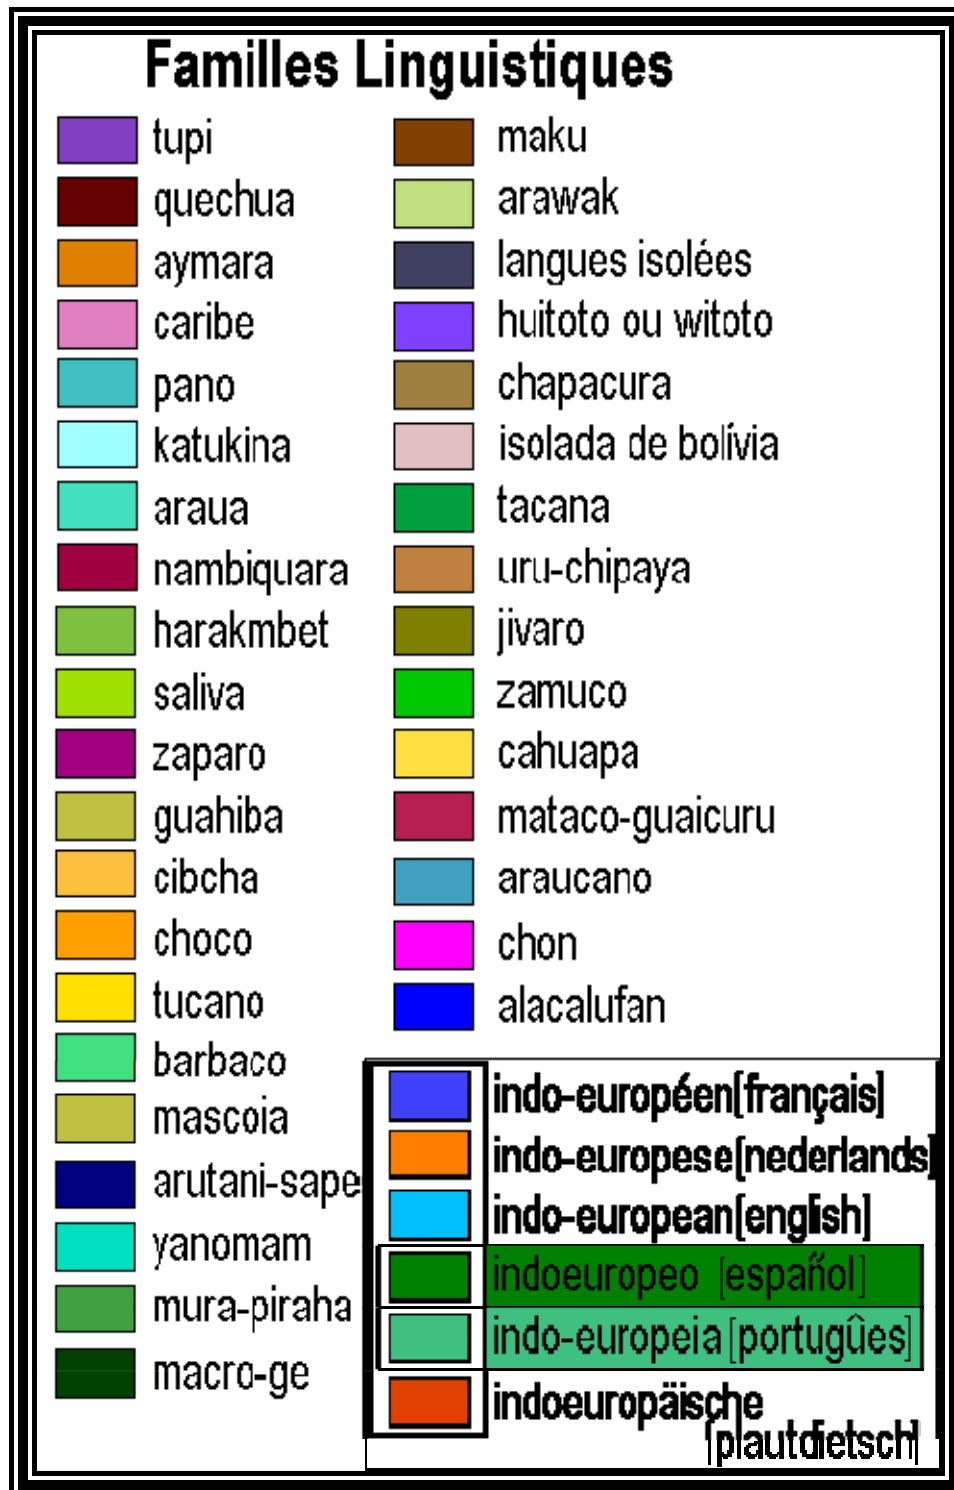 Familles Linguistiques
tupi
quechua
aymara
caribe
pano
katukina
araua
nambiquara
harakmbet
saliva
zaparo
guahiba
cibcha
choco
tucano
barbaco
mascoia
arutani-sape
yanomam
mura-piraha
macro-ge
maku
arawak
langues isolées
huitoto ou witoto
chapacura
isolada de bolívia
tacana
uru-chipaya
jivaro
zamuco
cahuapa
mataco-guaicuru
araucano
chon
alacalufan
indo-européen[français]
indo-europese[nederlands]
indo-european[english]
indoeuropeo [español]
indo-europeia[portugûes]
indoeuropäische
[plautdietsch]